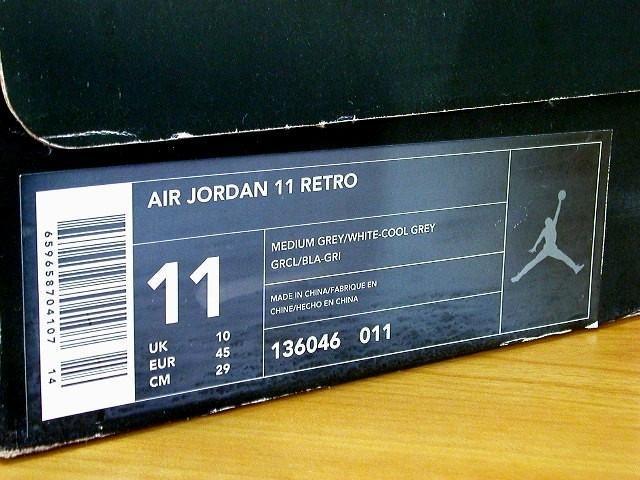 AIR JORDAN 11 RETRO
11
MEDIUM GREY/WHITE-COOL GREY
GRCL/BLA-GRI
MADE IN CHINA/FABRIQUE EN
CHINE/HECHO EN CHINA
UK 10
EUR 45
CM 29
136046 011
659658704107 14